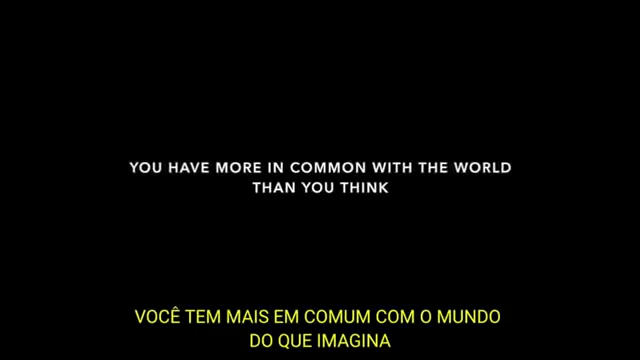 YOU HAVE MORE IN COMMON WITH THE WORLD
THAN YOU THINK
VOCÊ TEM MAIS EM COMUM COM O MUNDO
DO QUE IMAGINA